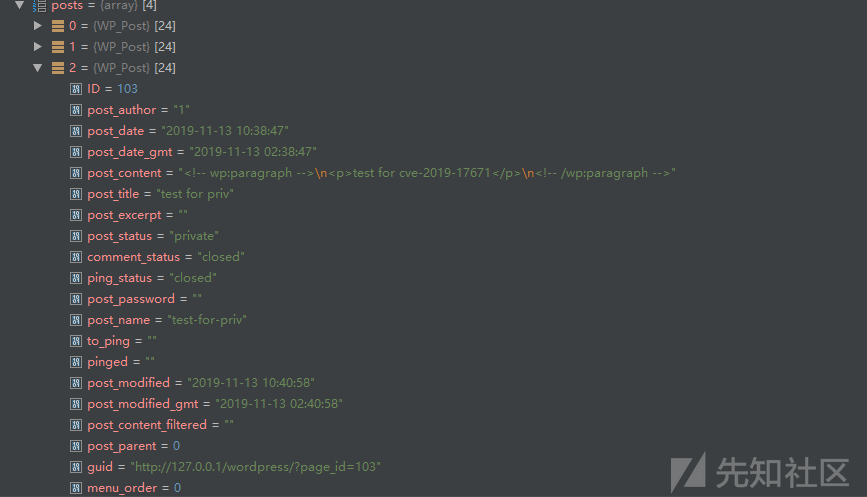 posts = {array} [4]
0 = {WP_Post} [24]
1 = {WP_Post} [24]
2 = {WP_Post} [24]
ID = 103
post_author = "1"
post_date = "2019-11-13 10:38:47"
post_date_gmt = "2019-11-13 02:38:47"
post_content = "<!-- wp:paragraph -->\n<p>test for cve-2019-17671</p>\n<!-- /wp:paragraph -->"
post_title = "test for priv"
post_excerpt = ""
post_status = "private"
comment_status = "closed"
ping_status = "closed"
post_password = ""
post_name = "test-for-priv"
to_ping = ""
pinged = ""
post_modified = "2019-11-13 10:40:58"
post_modified_gmt = "2019-11-13 02:40:58"
post_content_filtered = ""
post_parent = 0
guid = "http://127.0.0.1/wordpress/?page_id=103"
menu_order = 0
先知社区